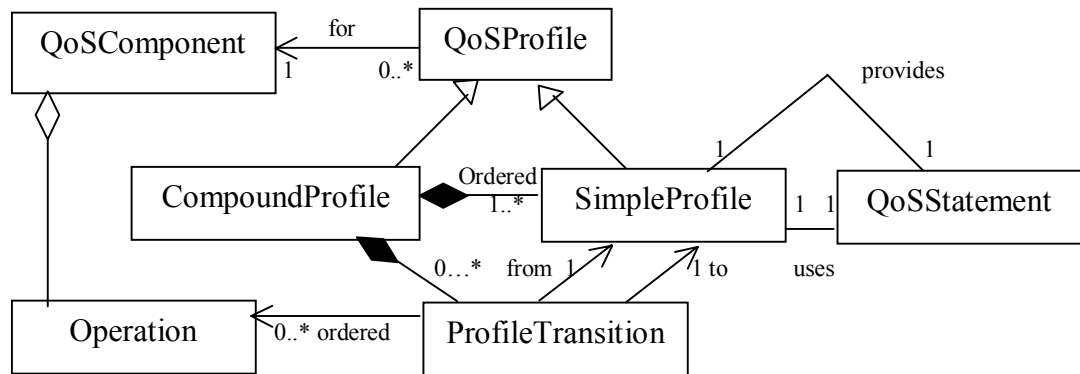 QoSComponent
for
QoSProfile
1
0..*
provides
1
1
CompoundProfile
Ordered
1..*
SimpleProfile
1
1
QoSStatement
0…*
from
1
1 to
uses
Operation
0..* ordered
ProfileTransition